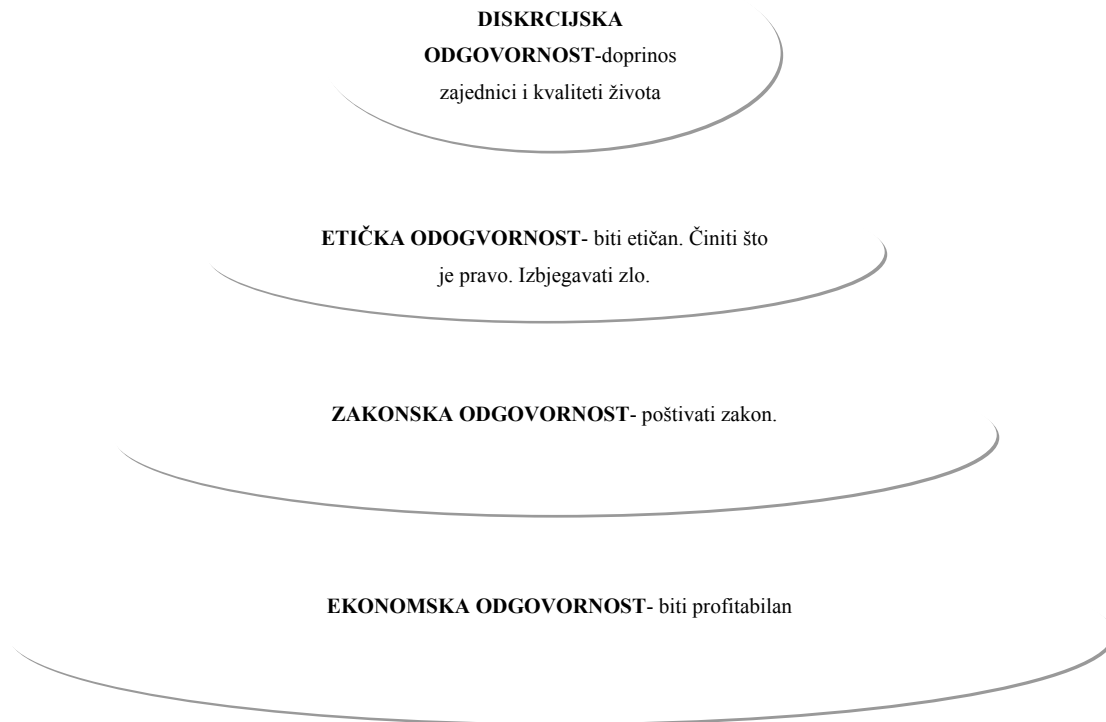 DISKRCIJSKA
ODGOVORNOST-doprinos
zajednici i kvaliteti života
ETIČKA ODOGVORNOST- biti etičan. Činiti što
je pravo. Izbjegavati zlo.
ZAKONSKA ODGOVORNOST- poštivati zakon.
EKONOMSKA ODGOVORNOST- biti profitabilan